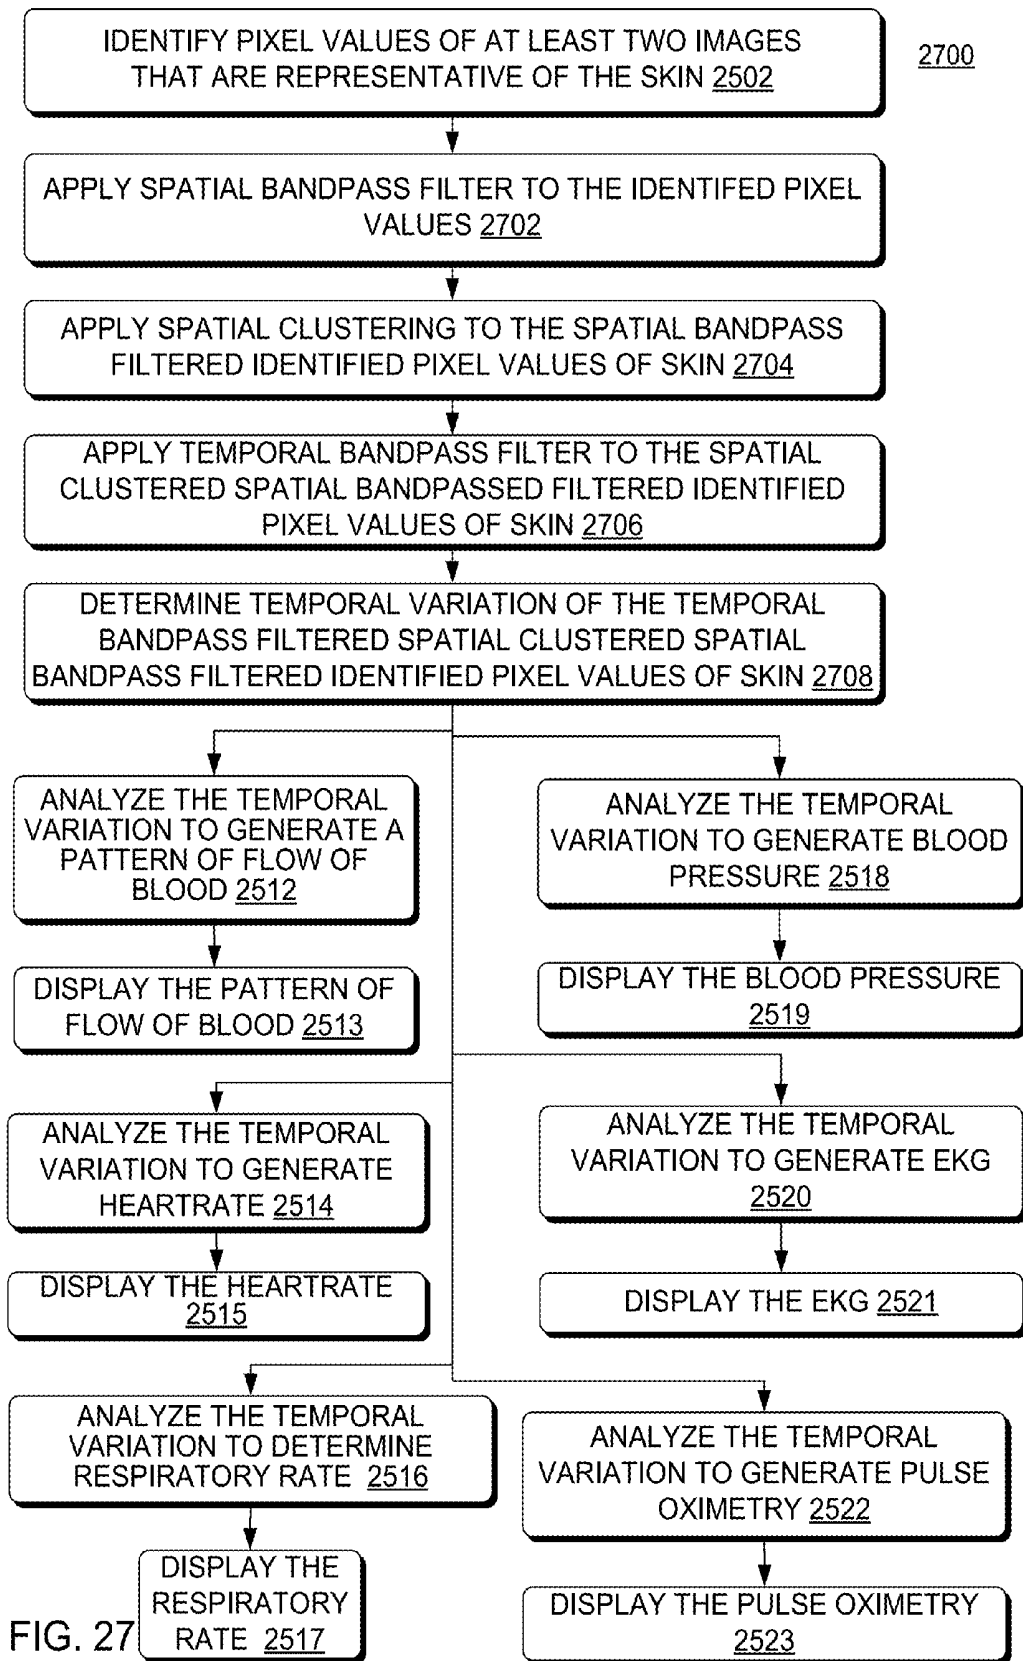 IDENTIFY PIXEL VALUES OF AT LEAST TWO IMAGES
THAT ARE REPRESENTATIVE OF THE SKIN 2502
2700
APPLY SPATIAL BANDPASS FILTER TO THE IDENTIFED PIXEL
VALUES 2702
APPLY SPATIAL CLUSTERING TO THE SPATIAL BANDPASS
FILTERED IDENTIFIED PIXEL VALUES OF SKIN 2704
APPLY TEMPORAL BANDPASS FILTER TO THE SPATIAL
CLUSTERED SPATIAL BANDPASSED FILTERED IDENTIFIED
PIXEL VALUES OF SKIN 2706
DETERMINE TEMPORAL VARIATION OF THE TEMPORAL
BANDPASS FILTERED SPATIAL CLUSTERED SPATIAL
BANDPASS FILTERED IDENTIFIED PIXEL VALUES OF SKIN 2708
ANALYZE THE TEMPORAL
VARIATION TO GENERATE A
PATTERN OF FLOW OF
BLOOD 2512
ANALYZE THE TEMPORAL
VARIATION TO GENERATE BLOOD
PRESSURE 2518
DISPLAY THE PATTERN OF
FLOW OF BLOOD 2513
DISPLAY THE BLOOD PRESSURE
2519
ANALYZE THE TEMPORAL
VARIATION TO GENERATE
HEARTRATE 2514
ANALYZE THE TEMPORAL
VARIATION TO GENERATE EKG
2520
DISPLAY THE HEARTRATE
2515
DISPLAY THE EKG 2521
ANALYZE THE TEMPORAL
VARIATION TO DETERMINE
RESPIRATORY RATE 2516
ANALYZE THE TEMPORAL
VARIATION TO GENERATE PULSE
OXIMETRY 2522
DISPLAY THE
RESPIRATORY
RATE 2517
DISPLAY THE PULSE OXIMETRY
2523
FIG. 27